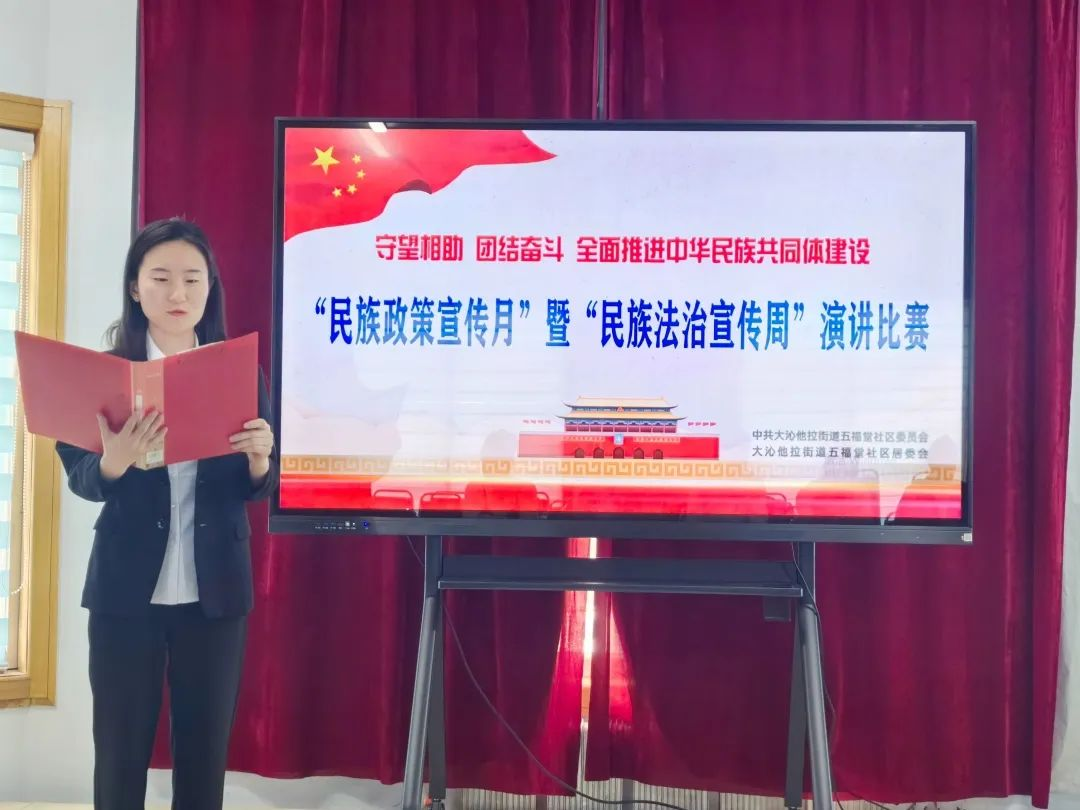 守望相助 团结奋斗 全面推进中华民族共同体建设
“民族政策宣传月”暨“民族法治宣传周”演讲比赛
中共大沁他拉街道五福堂社区委员会
大沁他拉街道五福堂社区居委会